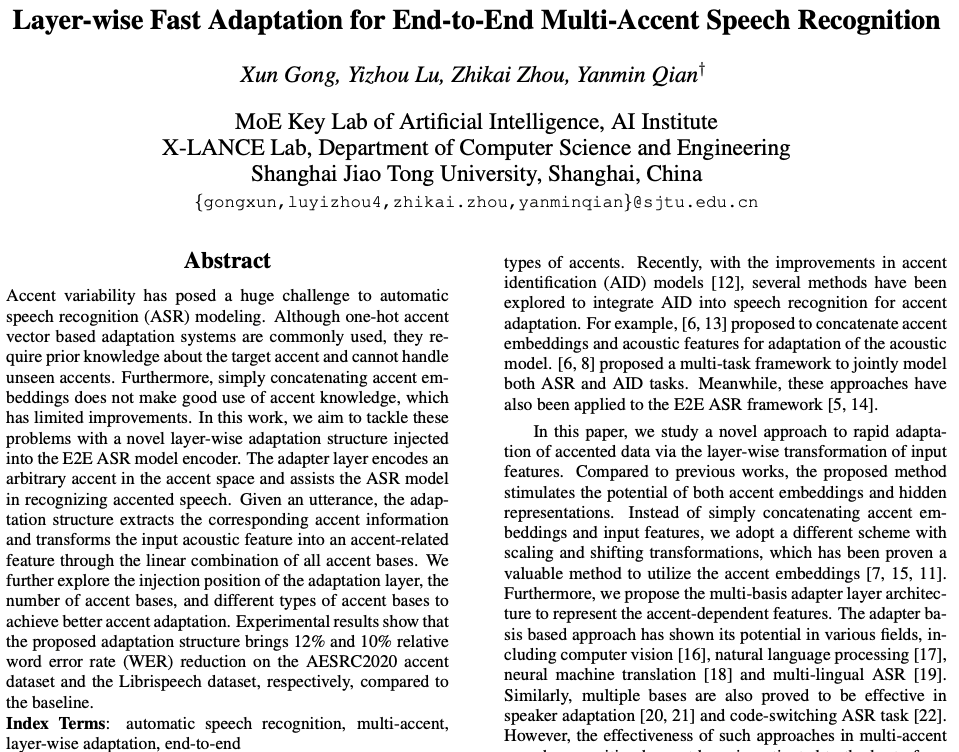 Layer-wise Fast Adaptation for End-to-End Multi-Accent Speech Recognition
Xun Gong, Yizhou Lu, Zhikai Zhou, Yanmin Qian†
MoE Key Lab of Artificial Intelligence, AI Institute
X-LANCE Lab, Department of Computer Science and Engineering
Shanghai Jiao Tong University, Shanghai, China
{gongxun,luyizhou4,zhikai.zhou,yanminqian}@sjtu.edu.cn
Abstract
Accent variability has posed a huge challenge to automatic
speech recognition (ASR) modeling. Although one-hot accent
vector based adaptation systems are commonly used, they re-
quire prior knowledge about the target accent and cannot handle
unseen accents. Furthermore, simply concatenating accent em-
beddings does not make good use of accent knowledge, which
has limited improvements. In this work, we aim to tackle these
problems with a novel layer-wise adaptation structure injected
into the E2E ASR model encoder. The adapter layer encodes an
arbitrary accent in the accent space and assists the ASR model
in recognizing accented speech. Given an utterance, the adap-
tation structure extracts the corresponding accent information
and transforms the input acoustic feature into an accent-related
feature through the linear combination of all accent bases. We
further explore the injection position of the adaptation layer, the
number of accent bases, and different types of accent bases to
achieve better accent adaptation. Experimental results show that
the proposed adaptation structure brings 12% and 10% relative
word error rate (WER) reduction on the AESRC2020 accent
dataset and the Librispeech dataset, respectively, compared to
the baseline.
Index Terms: automatic speech recognition, multi-accent,
layer-wise adaptation, end-to-end
types of accents. Recently, with the improvements in accent
identification (AID) models [12], several methods have been
explored to integrate AID into speech recognition for accent
adaptation. For example, [6, 13] proposed to concatenate accent
embeddings and acoustic features for adaptation of the acoustic
model. [6, 8] proposed a multi-task framework to jointly model
both ASR and AID tasks. Meanwhile, these approaches have
also been applied to the E2E ASR framework [5, 14].
In this paper, we study a novel approach to rapid adapta-
tion of accented data via the layer-wise transformation of input
features. Compared to previous works, the proposed method
stimulates the potential of both accent embeddings and hidden
representations. Instead of simply concatenating accent em-
beddings and input features, we adopt a different scheme with
scaling and shifting transformations, which has been proven a
valuable method to utilize the accent embeddings [7, 15, 11].
Furthermore, we propose the multi-basis adapter layer architec-
ture to represent the accent-dependent features. The adapter ba-
sis based approach has shown its potential in various fields, in-
cluding computer vision [16], natural language processing [17],
neural machine translation [18] and multi-lingual ASR [19].
Similarly, multiple bases are also proved to be effective in
speaker adaptation [20, 21] and code-switching ASR task [22].
However, the effectiveness of such approaches in multi-accent